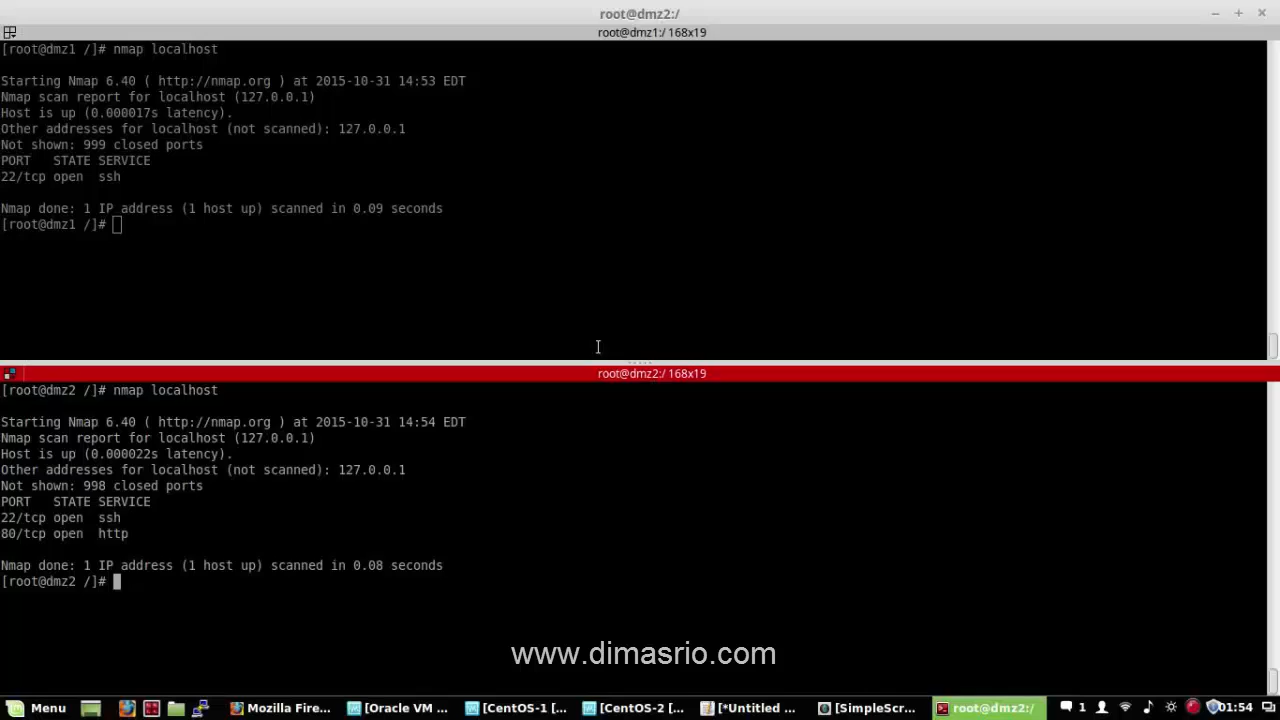 root@dmz2:/
root@dmz1:/ 168x19
[root@dmz1 /]# nmap localhost
Starting Nmap 6.40 ( http://nmap.org ) at 2015-10-31 14:53 EDT
Nmap scan report for localhost (127.0.0.1)
Host is up (0.000017s latency).
Other addresses for localhost (not scanned): 127.0.0.1
Not shown: 999 closed ports
PORT   STATE SERVICE
22/tcp open  ssh
Nmap done: 1 IP address (1 host up) scanned in 0.09 seconds
[root@dmz1 /]#
root@dmz2:/ 168x19
[root@dmz2 /]# nmap localhost
Starting Nmap 6.40 ( http://nmap.org ) at 2015-10-31 14:54 EDT
Nmap scan report for localhost (127.0.0.1)
Host is up (0.000022s latency).
Other addresses for localhost (not scanned): 127.0.0.1
Not shown: 998 closed ports
PORT   STATE SERVICE
22/tcp open  ssh
80/tcp open  http
Nmap done: 1 IP address (1 host up) scanned in 0.08 seconds
[root@dmz2 /]#
www.dimasrio.com
Menu Mozilla Fire... [Oracle VM ... [CentOS-1 [... [CentOS-2 [... [*Untitled ... [SimpleScr... root@dmz2:/ 1 01:54